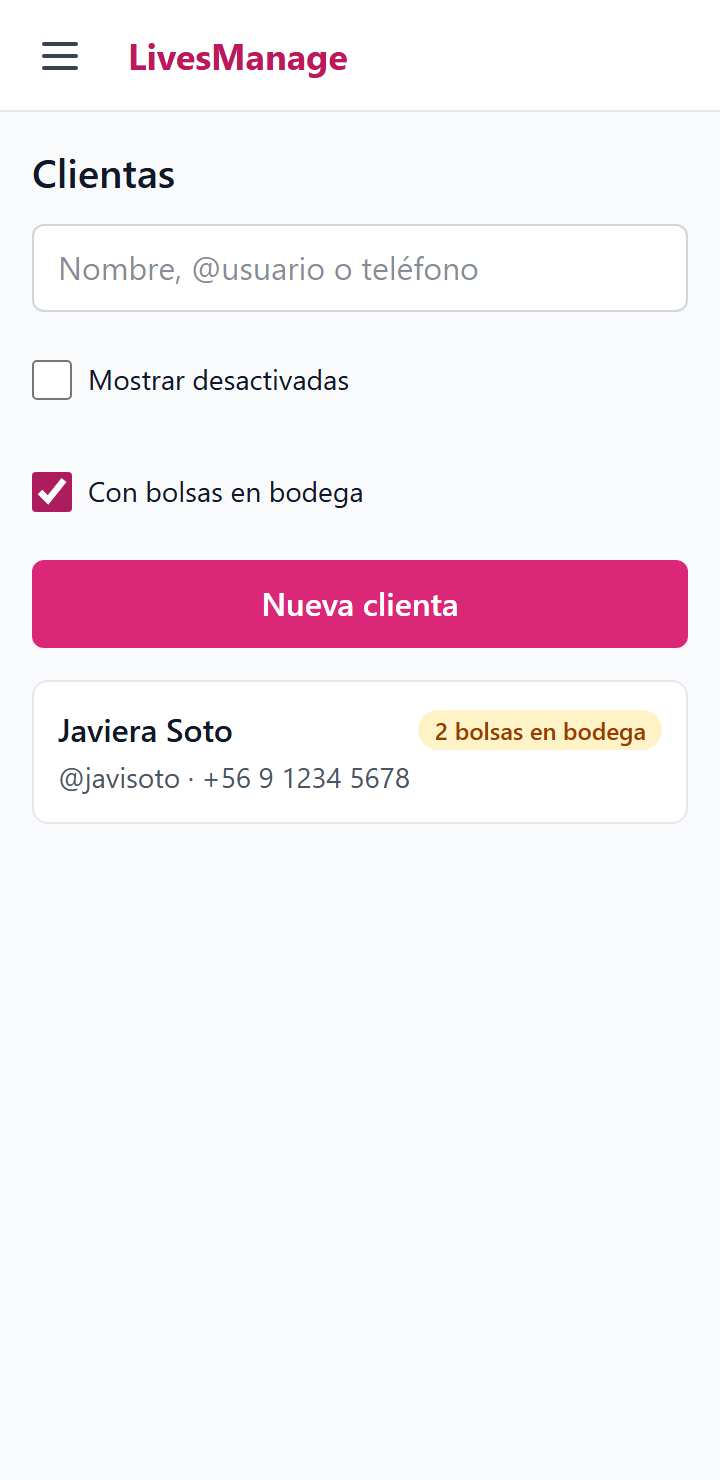 LivesManage
Clientas
Nombre, @usuario o teléfono
Mostrar desactivadas
Con bolsas en bodega
Nueva clienta
Javiera Soto
2 bolsas en bodega
@javisoto · +56 9 1234 5678